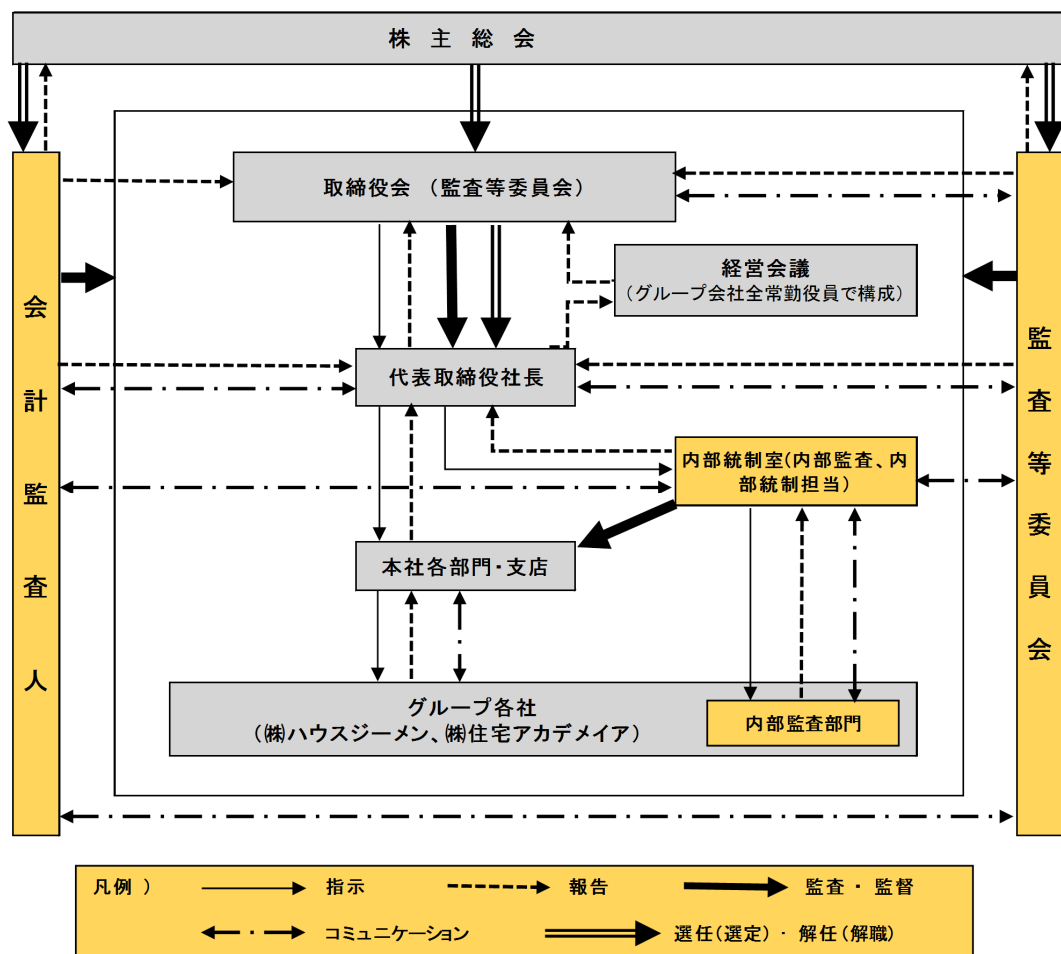 株主総会
取締役会 （監査等委員会）
経営会議
（グループ会社全常勤役員で構成）
代表取締役社長
内部統制室(内部監査、内
部統制担当)
本社各部門・支店
グループ各社
（㈱ハウスジーメン、㈱住宅アカデメイア）
内部監査部門
会計監査人
監査等委員会
凡例 ）
指示
報告
監査 ・ 監督
コミュニケーション
選任(選定) ・ 解任(解職)